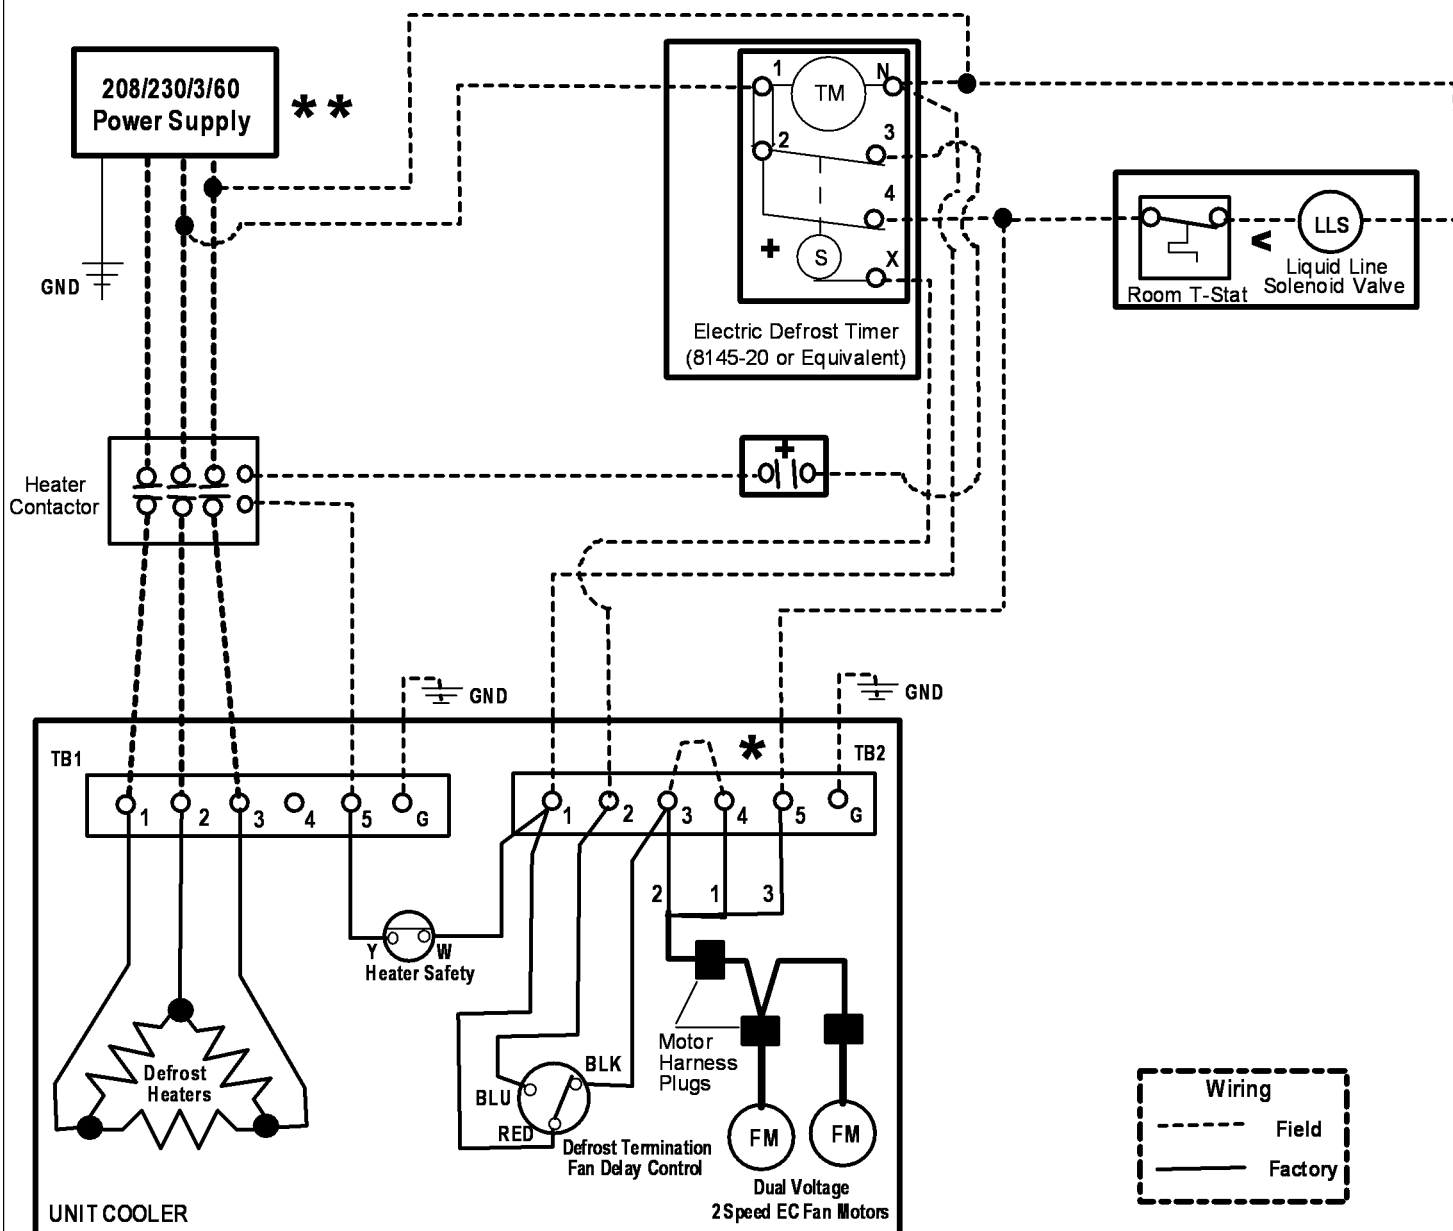 208/230/3/60
Power Supply
**
GND
1
TM
N
2
3
4
+
S
X
Electric Defrost Timer
(8145-20 or Equivalent)
<
LLS
Room T-Stat
Liquid Line
Solenoid Valve
Heater
Contactor
+
GND
GND
TB1
*
TB2
1
2
3
4
5
G
1
2
3
4
5
G
2
1
3
Y
W
Heater Safety
Defrost
Heaters
BLU
BLK
RED
Defrost Termination
Fan Delay Control
Motor
Harness
Plugs
FM
FM
Dual Voltage
2 Speed EC Fan Motors
UNIT COOLER
Wiring
Field
Factory